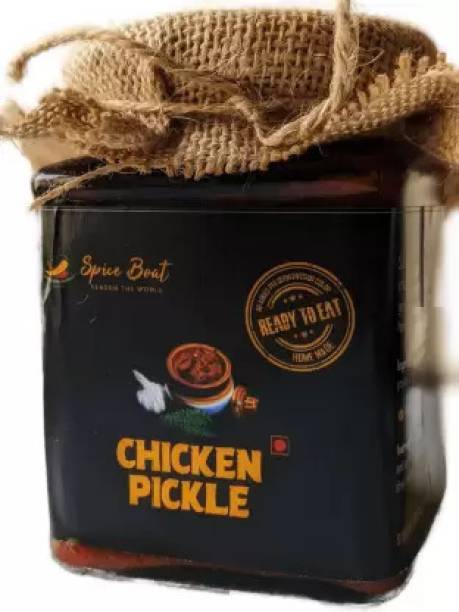 Spice Boat
SEASON THE WORLD
READY TO EAT
HOME MADE
CHICKEN
PICKLE